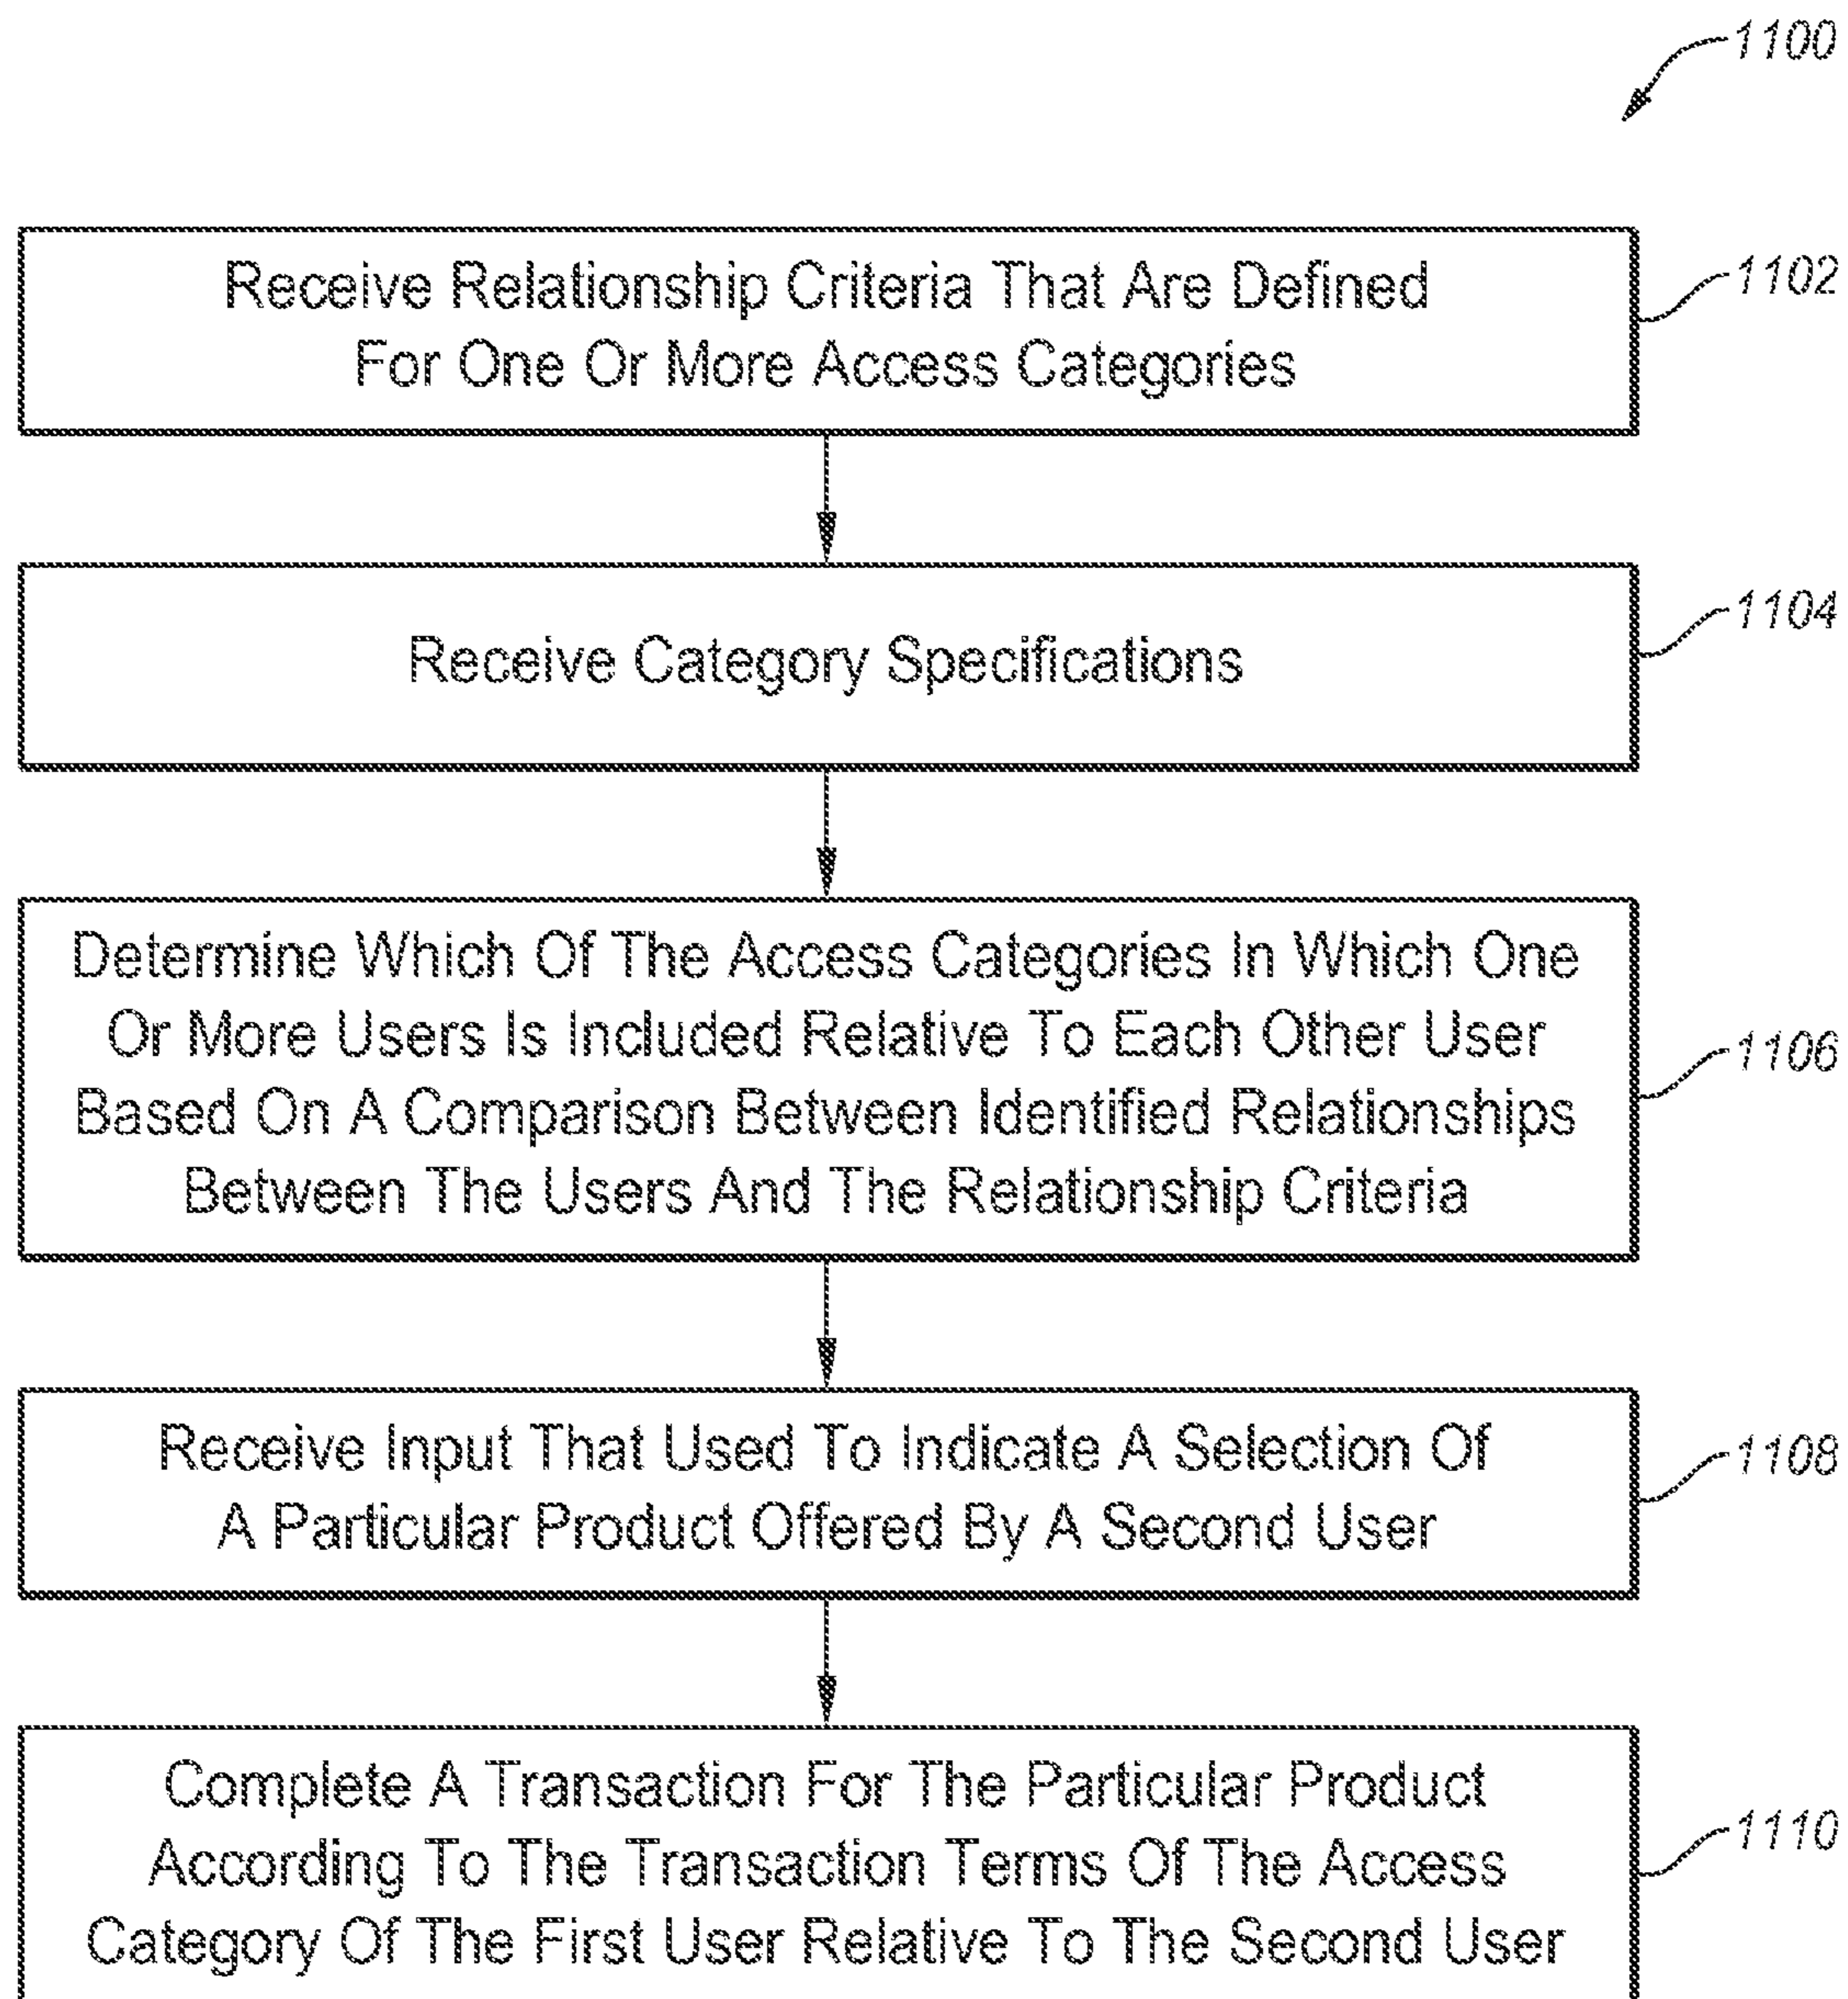 1100
Receive Relationship Criteria That Are Defined
For One Or More Access Categories
1102
Receive Category Specifications
1104
Determine Which Of The Access Categories In Which One
Or More Users Is Included Relative To Each Other User
Based On A Comparison Between Identified Relationships
Between The Users And The Relationship Criteria
1106
Receive Input That Used To Indicate A Selection Of
A Particular Product Offered By A Second User
1108
Complete A Transaction For The Particular Product
According To The Transaction Terms Of The Access
Category Of The First User Relative To The Second User
1110